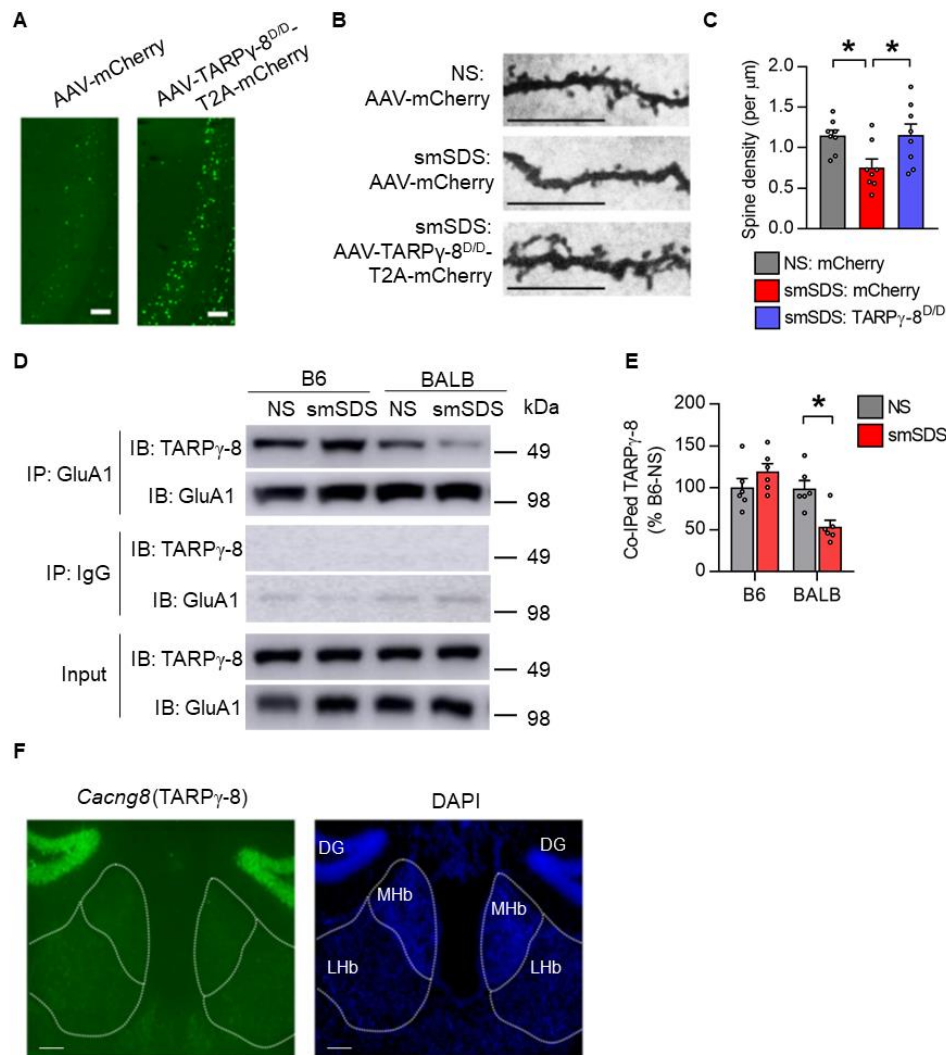 A
AAV-mCherry
AAV-TARPγ-8D/D-
T2A-mCherry
B
NS:
AAV-mCherry
smSDS:
AAV-mCherry
smSDS:
AAV-TARPγ-8D/D-
T2A-mCherry
C
Spine density (per μm)
2.0
1.5
1.0
0.5
0.0
* *
NS: mCherry
smSDS: mCherry
smSDS: TARPγ-8D/D
D
B6 BALB
NS smSDS NS smSDS kDa
IP: GluA1
IB: TARPγ-8 49
IB: GluA1 98
IP: IgG
IB: TARPγ-8 49
IB: GluA1 98
Input
IB: TARPγ-8 49
IB: GluA1 98
E
Co-IPed TARPγ-8
(% B6-NS)
200
150
100
50
0
*
B6 BALB
NS
smSDS
F
Cacng8(TARPγ-8)
DAPI
DG DG
MHb MHb
LHb LHb